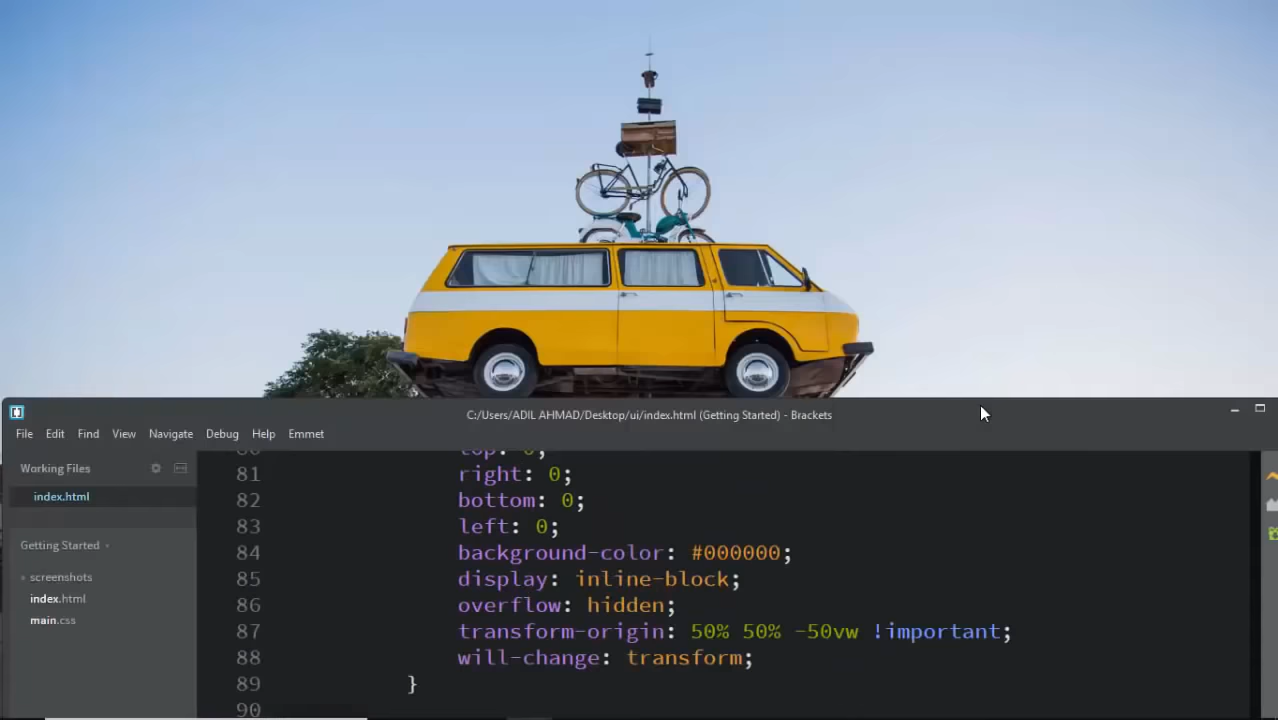 C:/Users/ADIL AHMAD/Desktop/ui/index.html (Getting Started) - Brackets
File Edit Find View Navigate Debug Help Emmet
Working Files
index.html
Getting Started
screenshots
index.html
main.css
80 top: 0;
81 right: 0;
82 bottom: 0;
83 left: 0;
84 background-color: #000000;
85 display: inline-block;
86 overflow: hidden;
87 transform-origin: 50% 50% -50vw !important;
88 will-change: transform;
89 }
90